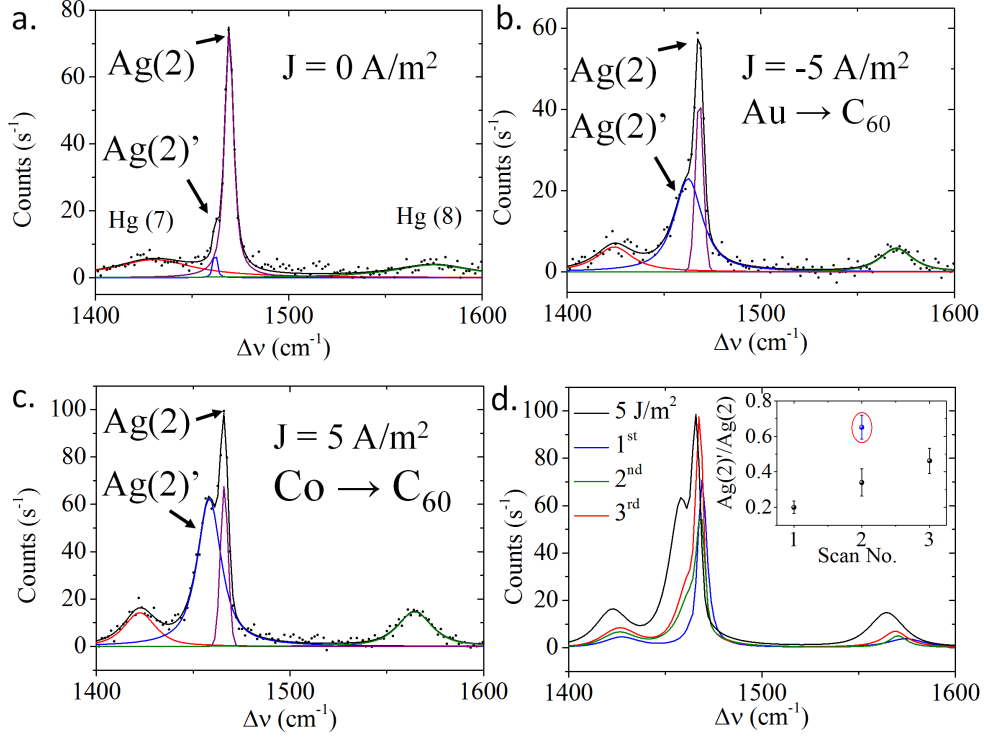 a.
Counts (s⁻¹)
80
60
40
20
0
Ag(2)
J = 0 A/m²
Ag(2)’
Hg (7)
Hg (8)
1400
1500
1600
Δν (cm⁻¹)
b.
Counts (s⁻¹)
60
40
20
0
Ag(2)
J = -5 A/m²
Ag(2)’
Au → C₆₀
1400
1500
1600
Δν (cm⁻¹)
c.
Counts (s⁻¹)
100
80
60
40
20
0
Ag(2)
J = 5 A/m²
Ag(2)’
Co → C₆₀
1400
1500
1600
Δν (cm⁻¹)
d.
Counts (s⁻¹)
100
80
60
40
20
0
5 J/m²
1ˢᵗ
2ⁿᵈ
3ʳᵈ
Ag(2)'/Ag(2)
0.8
0.6
0.4
0.2
1
2
3
Scan No.
1400
1500
1600
Δν (cm⁻¹)